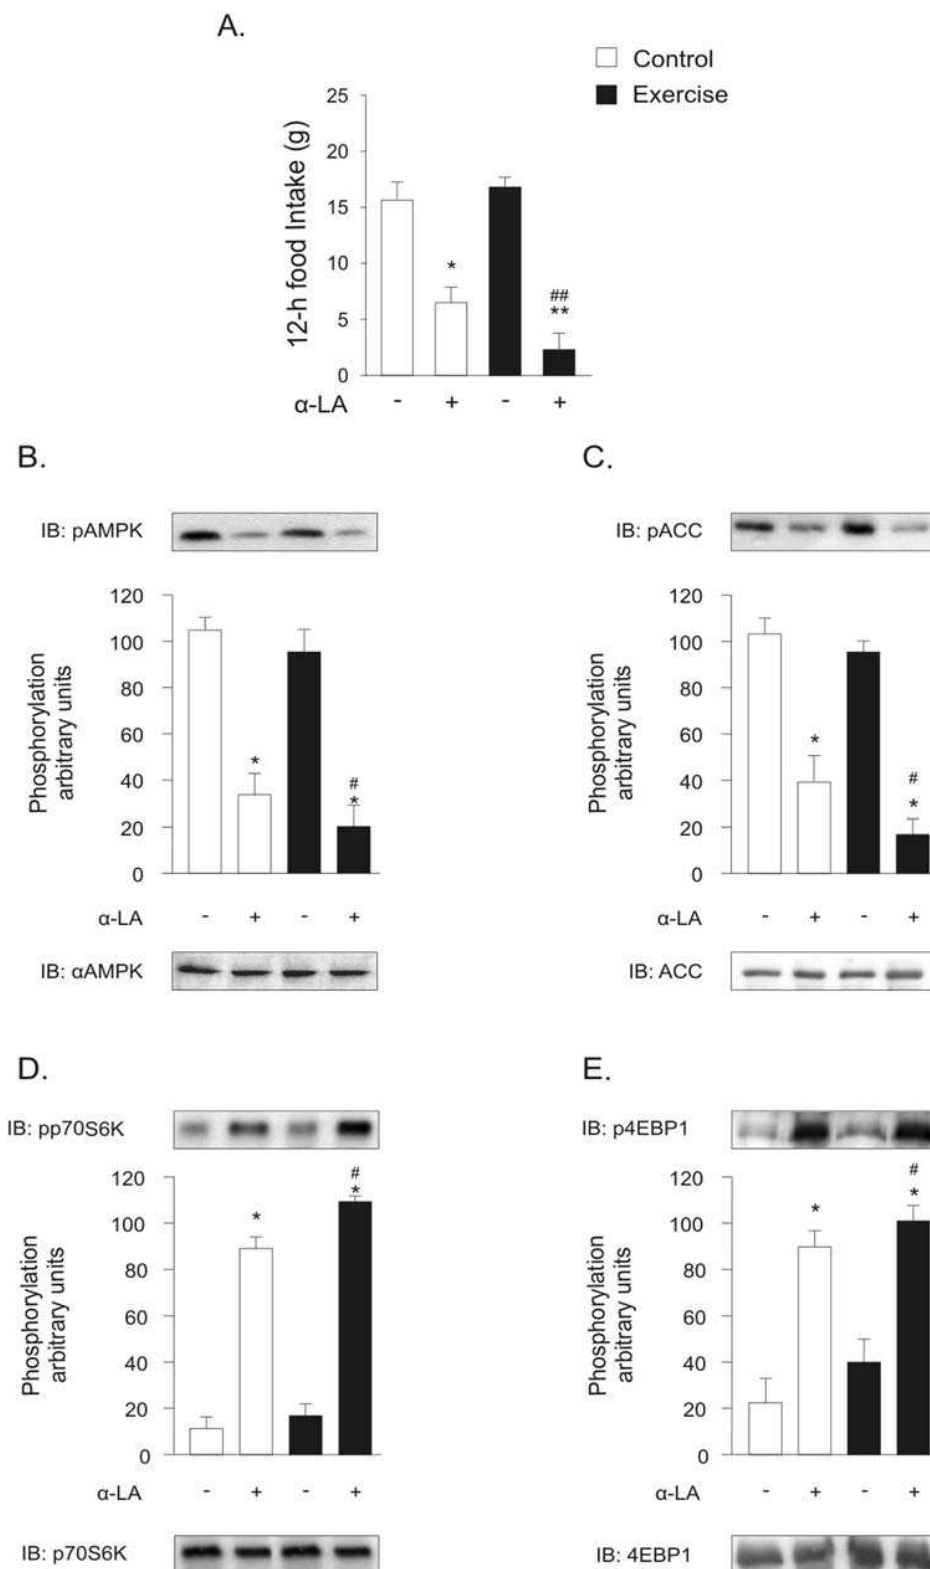 A.
Control
Exercise
12-h food Intake (g)
25
20
15
10
5
0
*
##
**
α-LA - + - +
B.
IB: pAMPK
Phosphorylation
arbitrary units
120
100
80
60
40
20
0
*
#
*
α-LA - + - +
IB: αAMPK
C.
IB: pACC
Phosphorylation
arbitrary units
120
100
80
60
40
20
0
*
#
*
α-LA - + - +
IB: ACC
D.
IB: pp70S6K
Phosphorylation
arbitrary units
120
100
80
60
40
20
0
*
#
*
α-LA - + - +
IB: p70S6K
E.
IB: p4EBP1
Phosphorylation
arbitrary units
120
100
80
60
40
20
0
*
#
*
α-LA - + - +
IB: 4EBP1